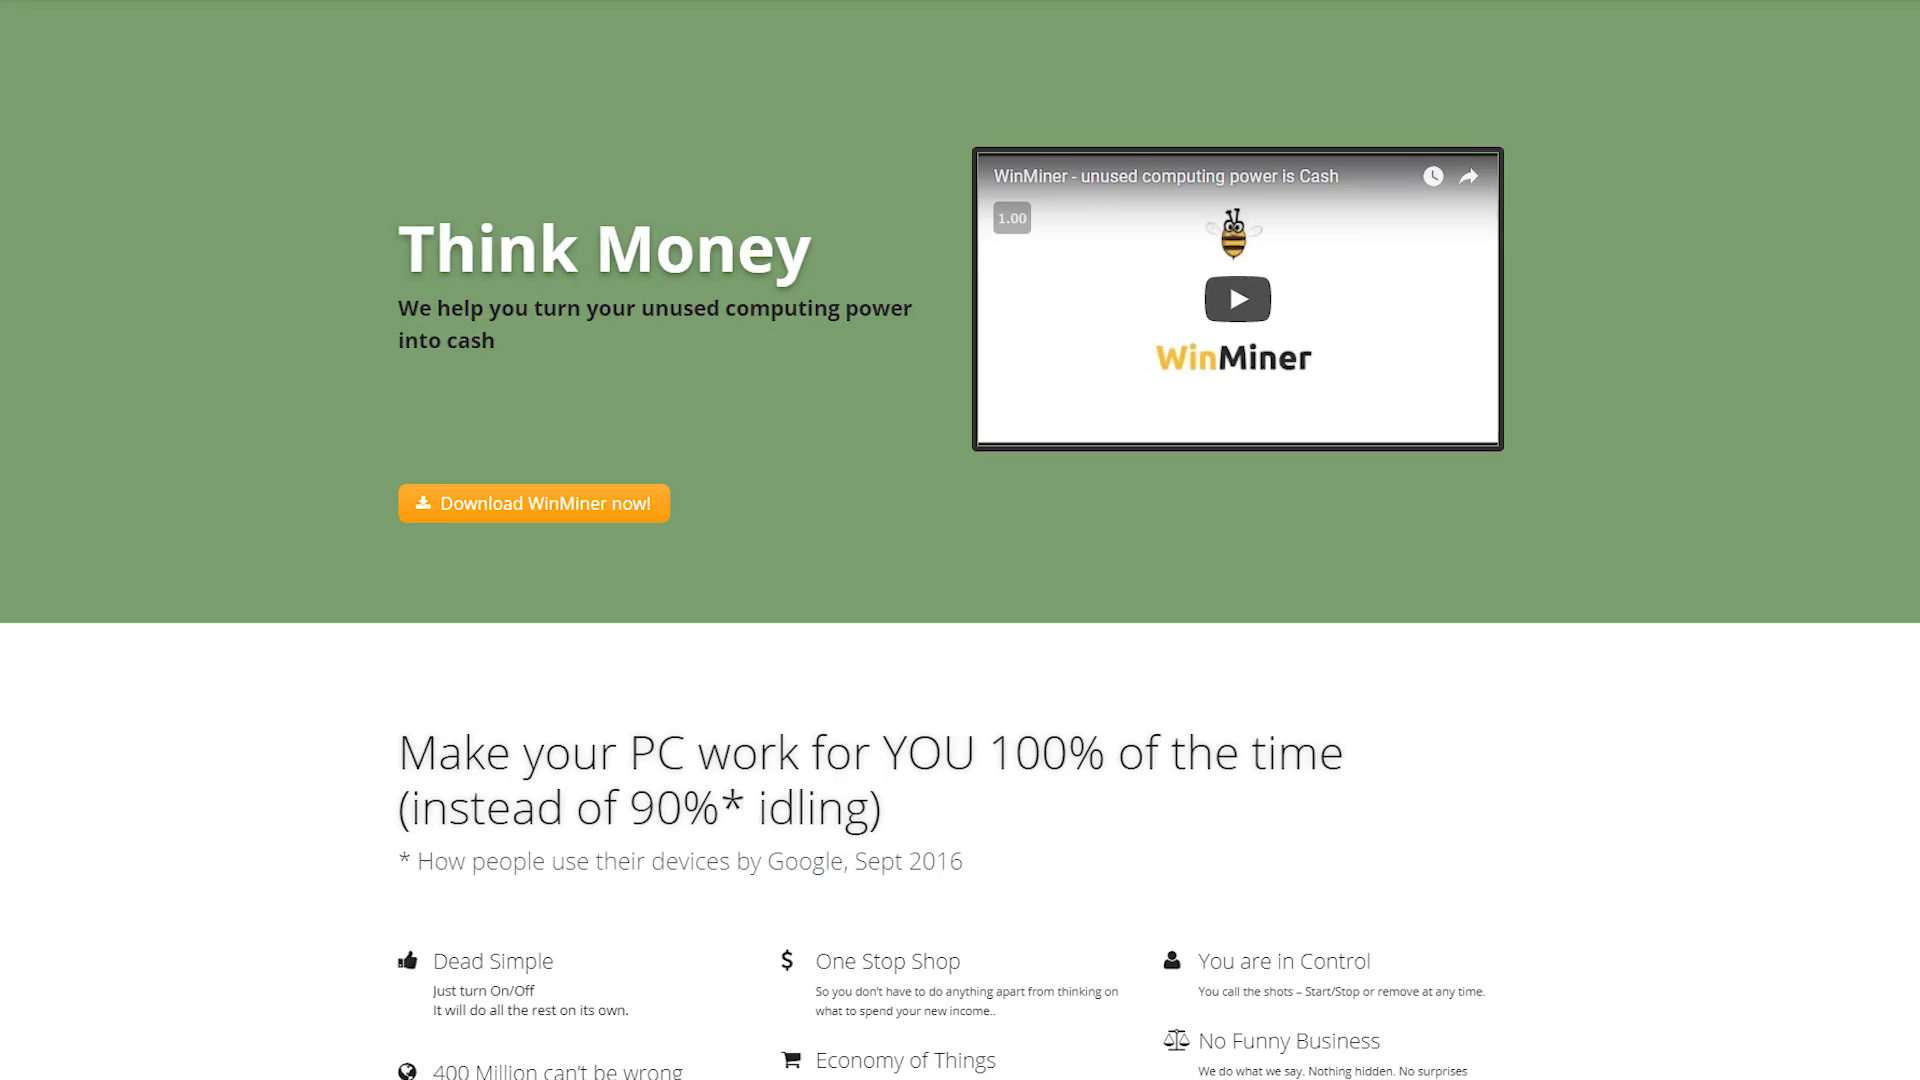 Think Money
We help you turn your unused computing power
into cash
Download WinMiner now!
WinMiner - unused computing power is Cash
1.00
WinMiner
Make your PC work for YOU 100% of the time
(instead of 90%* idling)
* How people use their devices by Google, Sept 2016
Dead Simple
Just turn On/Off
It will do all the rest on its own.
400 Million can't be wrong
$ One Stop Shop
So you don't have to do anything apart from thinking on
what to spend your new income..
Economy of Things
You are in Control
You call the shots – Start/Stop or remove at any time.
No Funny Business
We do what we say. Nothing hidden. No surprises